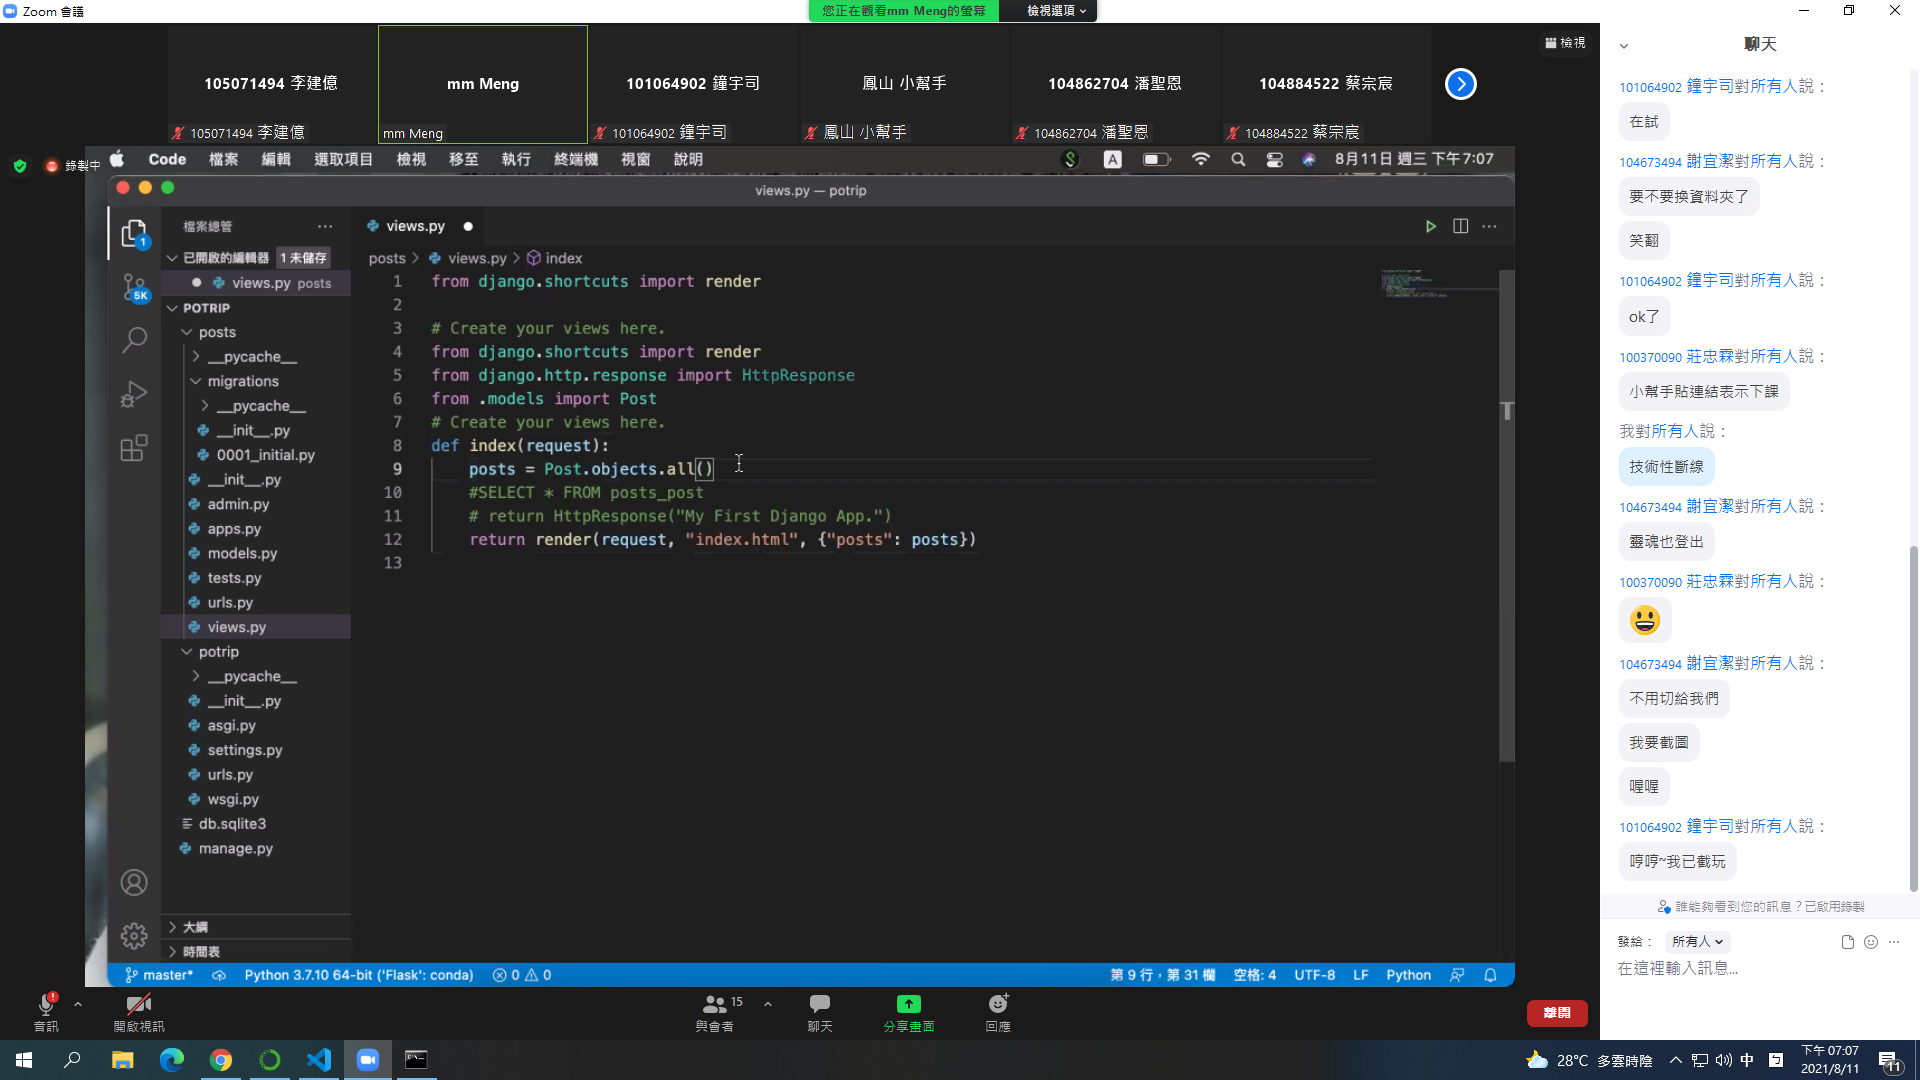 Zoom 會議
您正在觀看mm Meng的螢幕
檢視選項
105071494 李建億
mm Meng
101064902 鐘宇司
鳳山 小幫手
104862704 潘聖恩
104884522 蔡宗宸
檢視
105071494 李建億
mm Meng
101064902 鐘宇司
鳳山 小幫手
104862704 潘聖恩
104884522 蔡宗宸
錄製中
Code 檔案 編輯 選取項目 檢視 移至 執行 終端機 視窗 說明
A
8月11日 週三 下午7:07
views.py — potrip
檔案總管
views.py
已開啟的編輯器 1 未儲存
views.py posts
POTRIP
posts
__pycache__
migrations
__pycache__
__init__.py
0001_initial.py
__init__.py
admin.py
apps.py
models.py
tests.py
urls.py
views.py
potrip
__pycache__
__init__.py
asgi.py
settings.py
urls.py
wsgi.py
db.sqlite3
manage.py
大綱
時間表
1
5K
posts > views.py > index
1 from django.shortcuts import render
2
3 # Create your views here.
4 from django.shortcuts import render
5 from django.http.response import HttpResponse
6 from .models import Post
7 # Create your views here.
8 def index(request):
9 posts = Post.objects.all()
10 #SELECT * FROM posts_post
11 # return HttpResponse("My First Django App.")
12 return render(request, "index.html", {"posts": posts})
13
master* Python 3.7.10 64-bit ('Flask': conda) 0 0
第 9 行，第 31 欄 空格: 4 UTF-8 LF Python
音訊
開啟視訊
15
與會者
聊天
分享畫面
回應
離開
聊天
101064902 鐘宇司對所有人說：
在試
104673494 謝宜潔對所有人說：
要不要換資料夾了
笑翻
101064902 鐘宇司對所有人說：
ok了
100370090 莊忠霖對所有人說：
小幫手貼連結表示下課
我對所有人說：
技術性斷線
104673494 謝宜潔對所有人說：
靈魂也登出
100370090 莊忠霖對所有人說：
104673494 謝宜潔對所有人說：
不用切給我們
我要截圖
喔喔
101064902 鐘宇司對所有人說：
哼哼~我已截玩
誰能夠看到您的訊息？已啟用錄製
發給： 所有人
在這裡輸入訊息...
28°C 多雲時陰
中
下午 07:07
2021/8/11
11